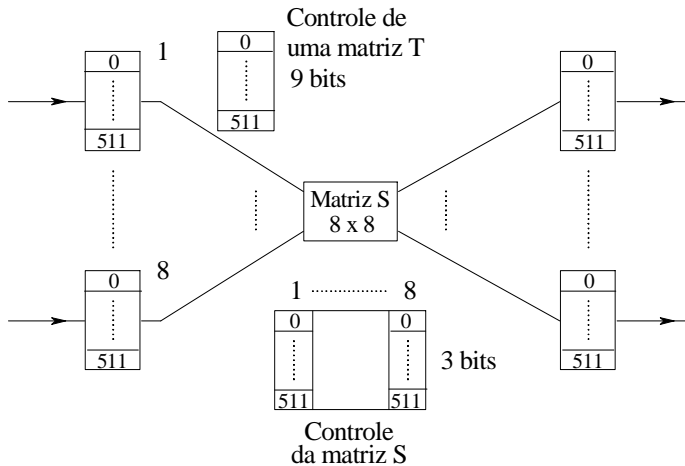 Controle de
uma matriz T
9 bits
0
511
1
0
511
0
511
Matriz S
8 x 8
8
0
511
0
511
1 8
0 0
511 511
3 bits
Controle
da matriz S